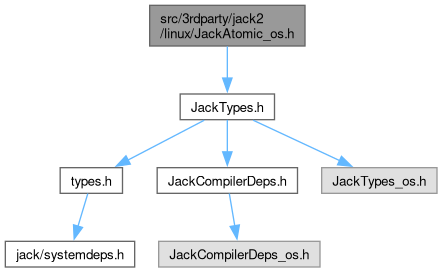 src/3rdparty/jack2
/linux/JackAtomic_os.h
JackTypes.h
types.h
JackCompilerDeps.h
JackTypes_os.h
jack/systemdeps.h
JackCompilerDeps_os.h